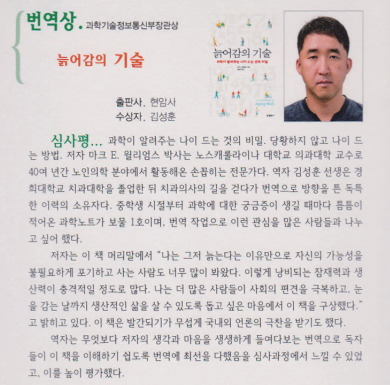 번역상. 과학기술정보통신부장관상
늙어감의 기술
늙어감의 기술
출판사. 현암사
수상자. 김성훈
심사평... 과학이 알려주는 나이 드는 것의 비밀. 당황하지 않고 나이 드
는 방법. 저자 마크 E. 윌리엄스 박사는 노스캐롤라이나 대학교 의과대학 교수로
40여 년간 노인의학 분야에서 활동해온 손꼽히는 전문가다. 역자 김성훈 선생은 경
희대학교 치과대학을 졸업한 뒤 치과의사의 길을 걷다가 번역으로 방향을 튼 독특
한 이력의 소유자다. 중학생 시절부터 과학에 대한 궁금증이 생길 때마다 틈틈이
적어온 과학노트가 보물 1호이며, 번역 작업으로 이런 관심을 많은 사람들과 나누
고 싶어 했다.
저자는 이 책 머리말에서 “나는 그저 늙는다는 이유만으로 자신의 가능성을
불필요하게 포기하고 사는 사람도 너무 많이 봐왔다. 이렇게 낭비되는 잠재력과 생
산력이 충격적일 정도로 많다. 나는 더 많은 사람들이 사회의 편견을 극복하고, 눈
을 감는 날까지 생산적인 삶을 살 수 있도록 돕고 싶은 마음에서 이 책을 구상했다.”
고 밝히고 있다. 이 책은 발간되기가 무섭게 국내외 언론의 극찬을 받기도 했다.
역자는 무엇보다 저자의 생각과 마음을 생생하게 들여다보는 번역으로 독자
들이 이 책을 이해하기 쉽도록 번역에 최선을 다했음을 심사과정에서 느낄 수 있었
고, 이를 높이 평가했다.